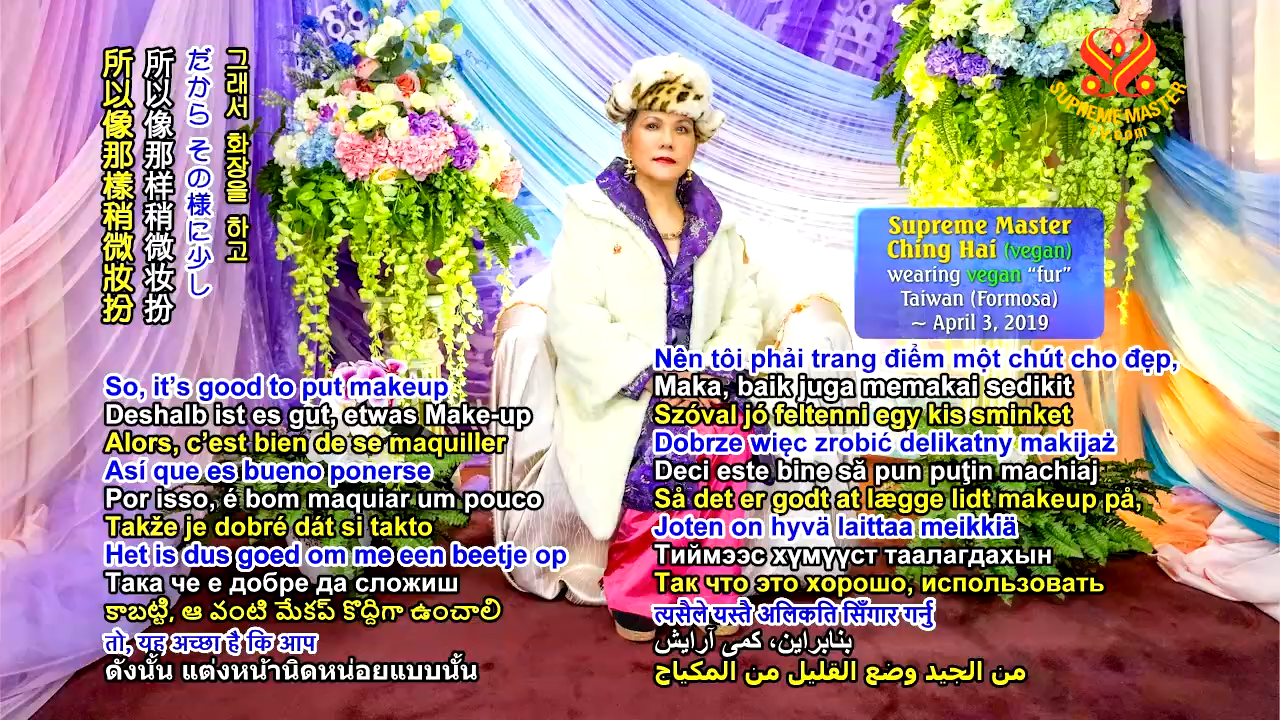 그래서 화장을 하고
だから その様に少し
所以像那样稍微妆扮
所以像那樣稍微妝扮
SUPREME MASTER
TV.com
Supreme Master
Ching Hai (vegan)
wearing vegan “fur”
Taiwan (Formosa)
~ April 3, 2019
So, it’s good to put makeup
Deshalb ist es gut, etwas Make-up
Alors, c’est bien de se maquiller
Así que es bueno ponerse
Por isso, é bom maquiar um pouco
Takže je dobré dát si takto
Het is dus goed om me een beetje op
Така че е добре да сложиш
కాబట్టి, ఆ వంటి మేకప్ కొద్దిగా ఉంచాలి
तो, यह अच्छा है कि आप
ดังนั้น แต่งหน้านิดหน่อยแบบนั้น
Nên tôi phải trang điểm một chút cho đẹp,
Maka, baik juga memakai sedikit
Szóval jó feltenni egy kis sminket
Dobrze więc zrobić delikatny makijaż
Deci este bine să pun puţin machiaj
Så det er godt at lægge lidt makeup på,
Joten on hyvä laittaa meikkiä
Тиймээс хүмүүст таалагдахын
Так что это хорошо, использовать
त्यसैले यस्तै अलिकति सिँगार गर्नु
بنابراین، کمی آرایش
من الجيد وضع القليل من المكياج